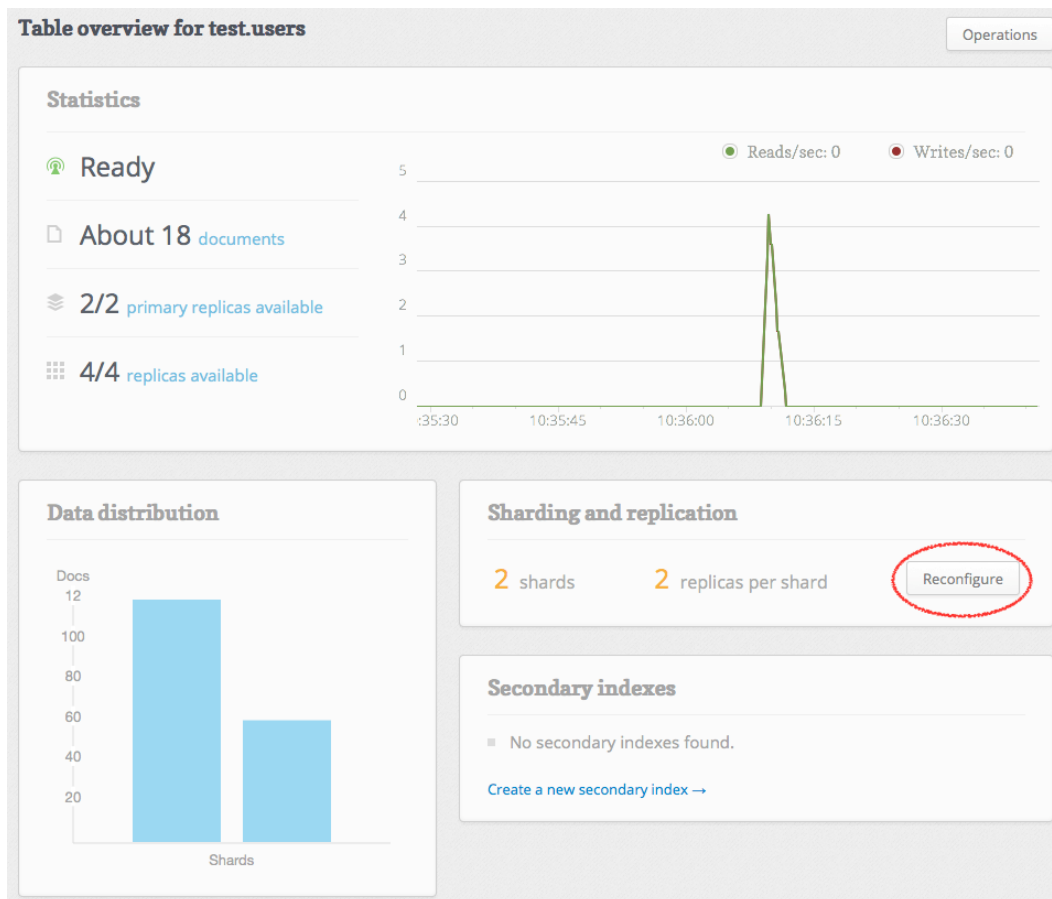 Table overview for test.users
Operations
Statistics
Ready
About 18 documents
2/2 primary replicas available
4/4 replicas available
Reads/sec: 0
Writes/sec: 0
5
4
3
2
1
0
:35:30 10:35:45 10:36:00 10:36:15 10:36:30
Data distribution
Docs
12
100
80
60
40
20
Shards
Sharding and replication
2 shards
2 replicas per shard
Reconfigure
Secondary indexes
No secondary indexes found.
Create a new secondary index →